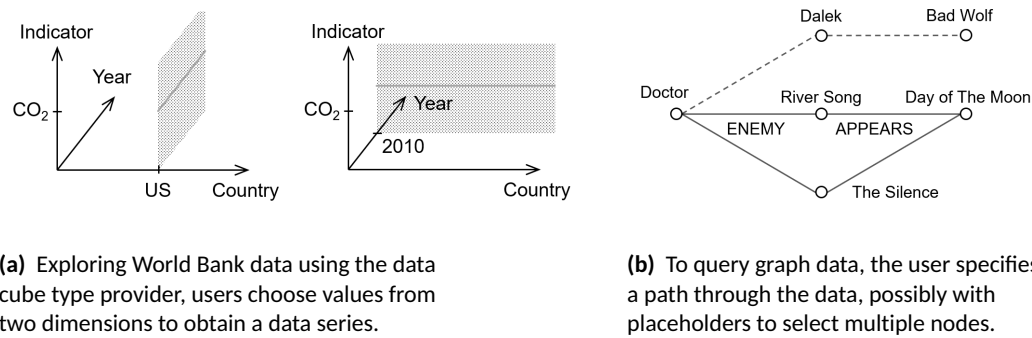 Indicator
Year
CO2
US
Country
Indicator
CO2
Year
2010
Country
Dalek
Bad Wolf
Doctor
River Song
Day of The Moon
ENEMY
APPEARS
The Silence
(a) Exploring World Bank data using the data
cube type provider, users choose values from
two dimensions to obtain a data series.
(b) To query graph data, the user specifies
a path through the data, possibly with
placeholders to select multiple nodes.